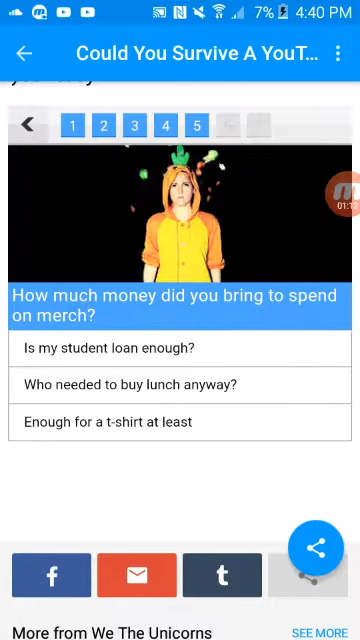 7% 4:40 PM
Could You Survive A YouT...
1 2 3 4 5
01:12
How much money did you bring to spend
on merch?
Is my student loan enough?
Who needed to buy lunch anyway?
Enough for a t-shirt at least
f t
More from We The Unicorns
SEE MORE